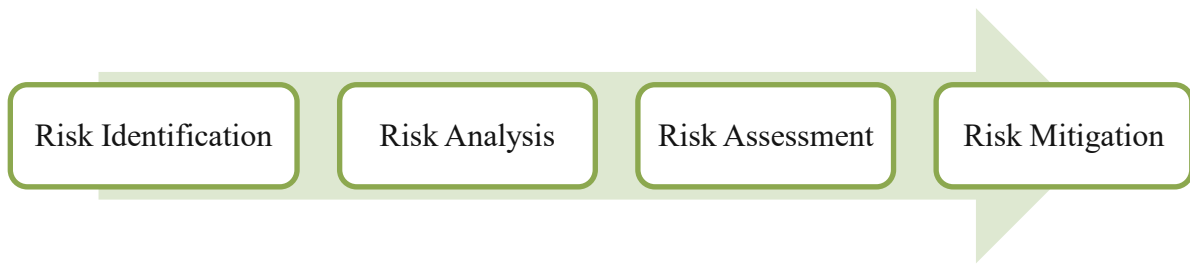 Risk Identification
Risk Analysis
Risk Assessment
Risk Mitigation